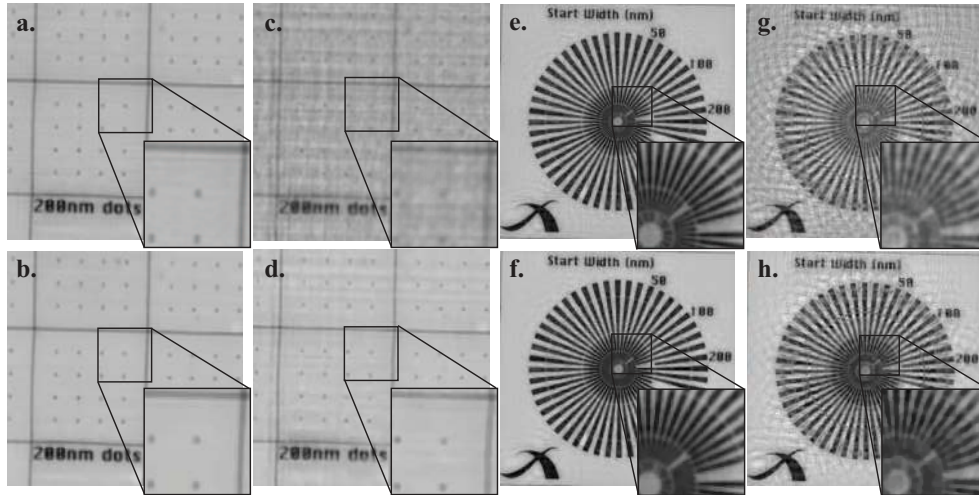 a.
200nm dots
c.
200nm dots
e.
Start Width (nm)
50
100
200
g.
Start Width (nm)
50
100
200
b.
200nm dots
d.
200nm dots
f.
Start Width (nm)
50
100
200
h.
Start Width (nm)
50
100
200